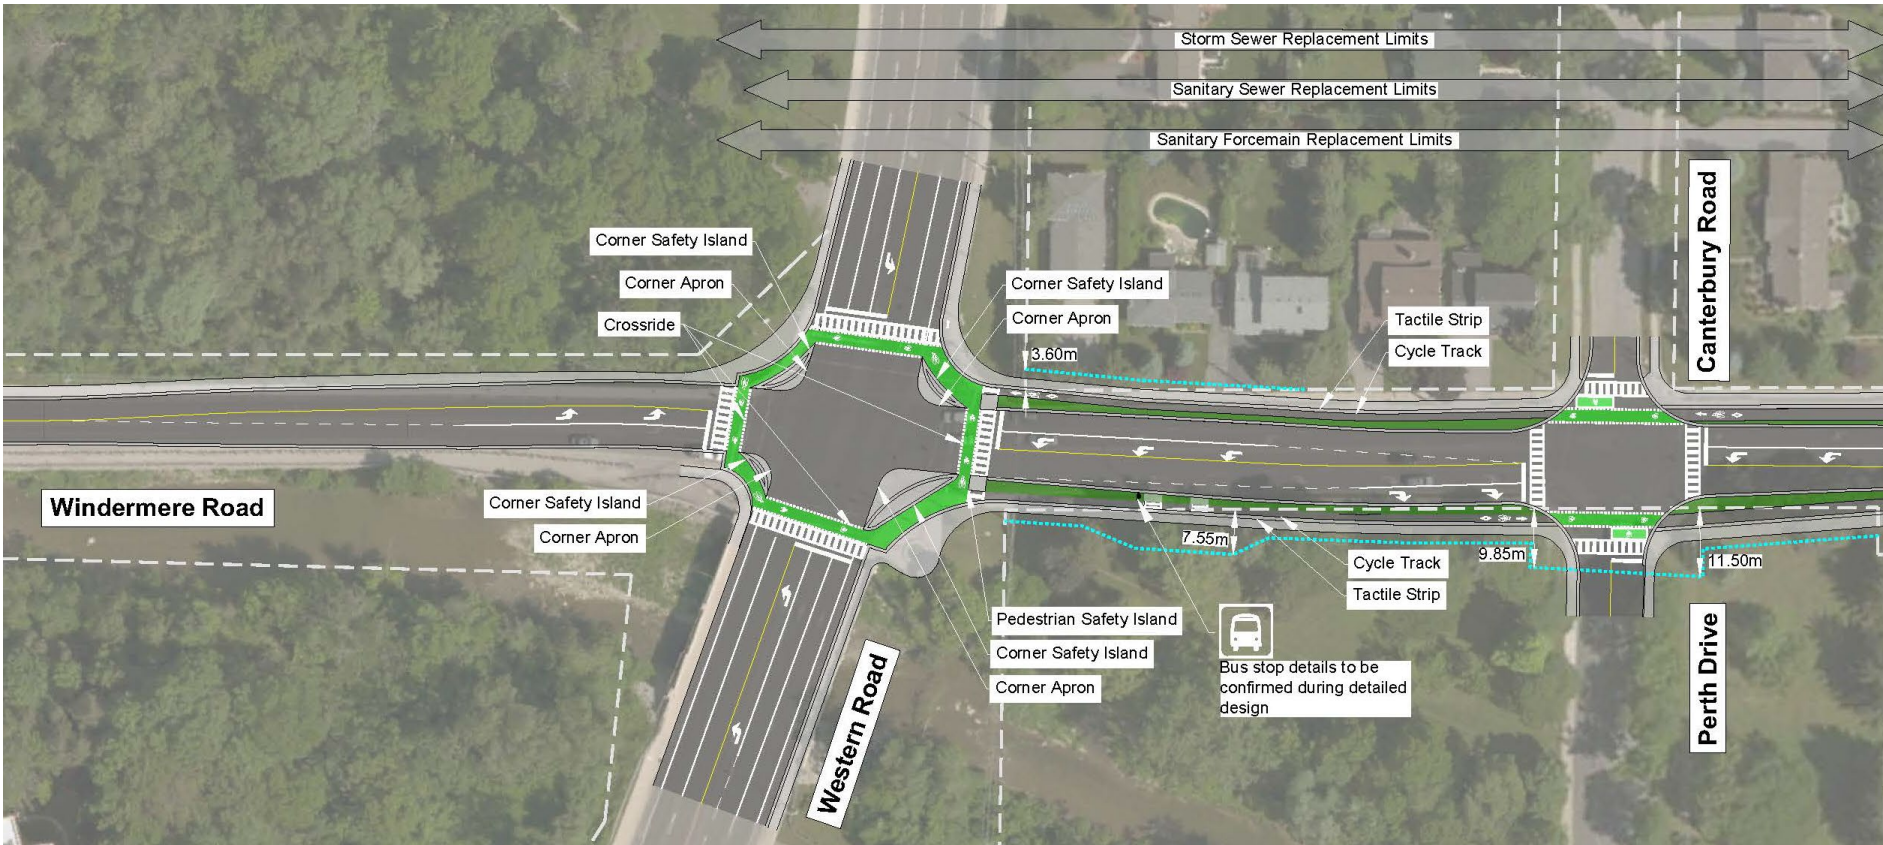 Storm Sewer Replacement Limits
Sanitary Sewer Replacement Limits
Sanitary Forcemain Replacement Limits
Canterbury Road
Corner Safety Island
Corner Apron
Crossride
Corner Safety Island
Corner Apron
Tactile Strip
Cycle Track
3.60m
Windermere Road
Corner Safety Island
Corner Apron
7.55m
9.85m
11.50m
Cycle Track
Tactile Strip
Pedestrian Safety Island
Corner Safety Island
Corner Apron
Bus stop details to be
confirmed during detailed
design
Western Road
Perth Drive